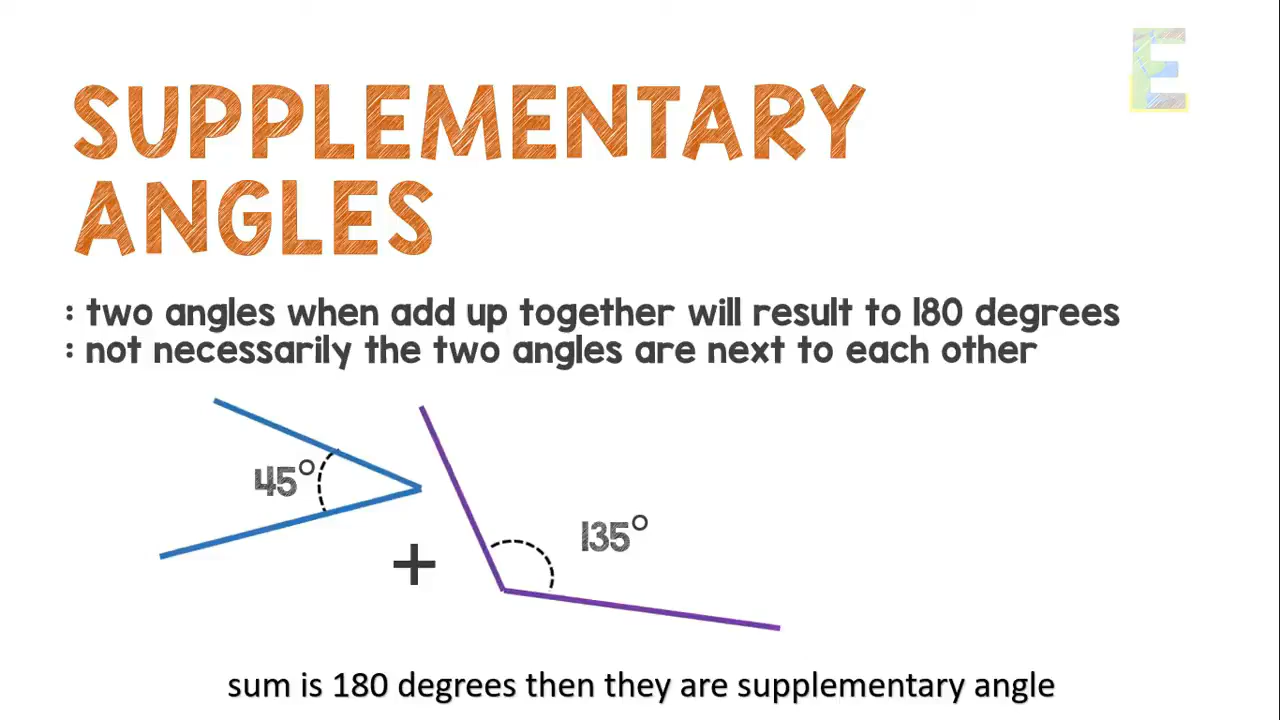 E
SUPPLEMENTARY
ANGLES
: two angles when add up together will result to 180 degrees
: not necessarily the two angles are next to each other
45°
135°
+
sum is 180 degrees then they are supplementary angle